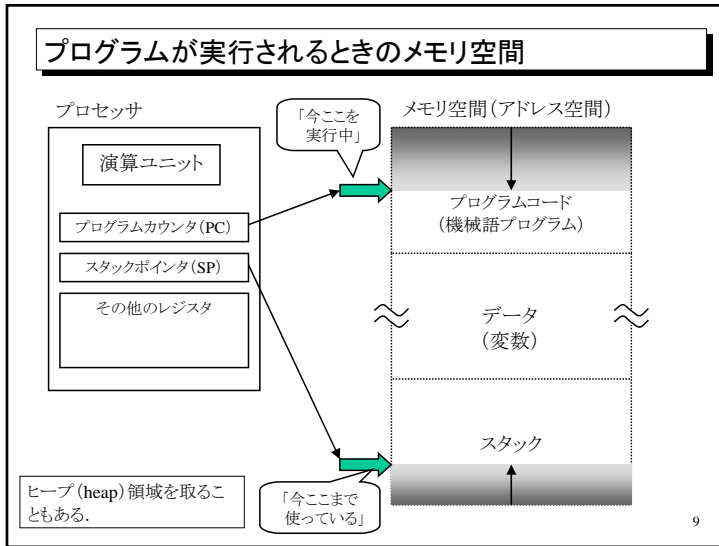 プログラムが実行されるときのメモリ空間
プロセッサ
演算ユニット
プログラムカウンタ(PC)
スタックポインタ(SP)
その他のレジスタ
「今ここを
実行中」
メモリ空間(アドレス空間)
プログラムコード
(機械語プログラム)
データ
(変数)
スタック
「今ここまで
使っている」
ヒープ(heap)領域を取るこ
ともある.
9